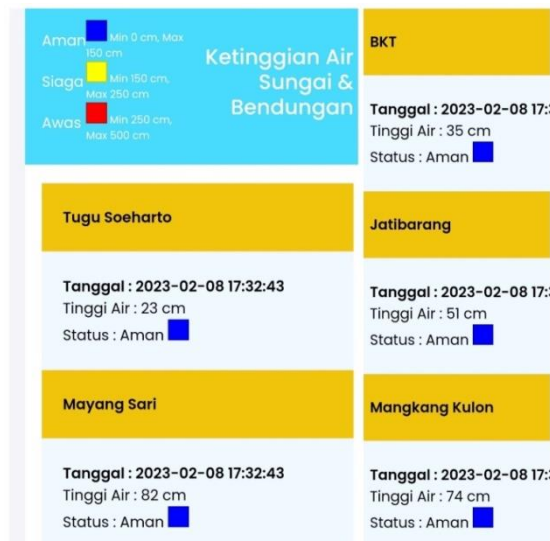 Aman Min 0 cm, Max
150 cm
Siaga Min 150 cm,
Max 250 cm
Awas Min 250 cm,
Max 500 cm
Ketinggian Air
Sungai &
Bendungan
BKT
Tanggal : 2023-02-08 17:3
Tinggi Air : 35 cm
Status : Aman
Tugu Soeharto
Tanggal : 2023-02-08 17:32:43
Tinggi Air : 23 cm
Status : Aman
Jatibarang
Tanggal : 2023-02-08 17:3
Tinggi Air : 51 cm
Status : Aman
Mayang Sari
Tanggal : 2023-02-08 17:32:43
Tinggi Air : 82 cm
Status : Aman
Mangkang Kulon
Tanggal : 2023-02-08 17:3
Tinggi Air : 74 cm
Status : Aman